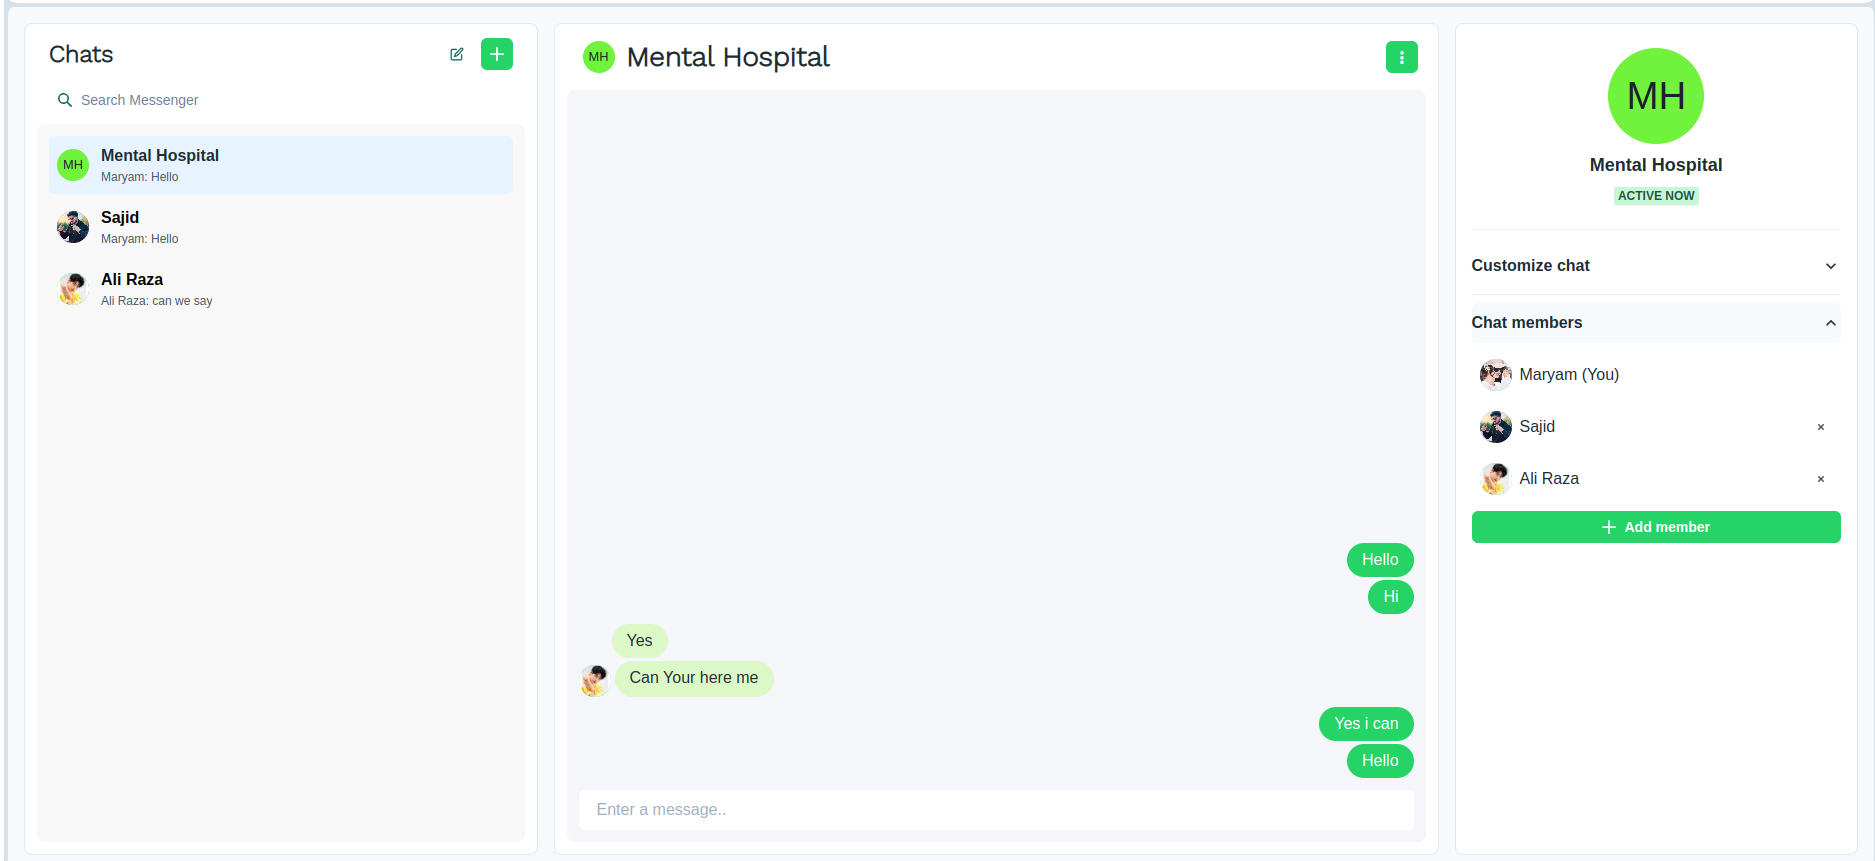 Chats
Search Messenger
MH
Mental Hospital
Maryam: Hello
Sajid
Maryam: Hello
Ali Raza
Ali Raza: can we say
MH
Mental Hospital
Hello
Hi
Yes
Can Your here me
Yes i can
Hello
Enter a message..
MH
Mental Hospital
ACTIVE NOW
Customize chat
Chat members
Maryam (You)
Sajid
Ali Raza
Add member